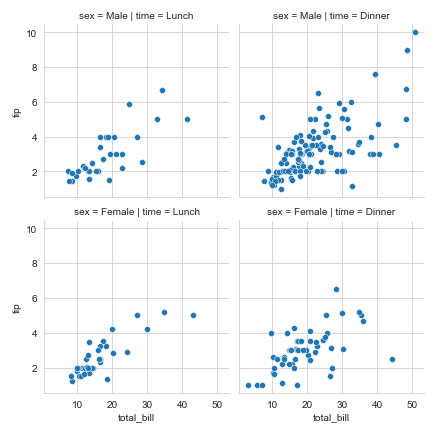 sex = Male | time = Lunch
sex = Male | time = Dinner
10
8
6
4
2
tip
sex = Female | time = Lunch
sex = Female | time = Dinner
10
8
6
4
2
tip
10 20 30 40 50
10 20 30 40 50
total_bill
total_bill